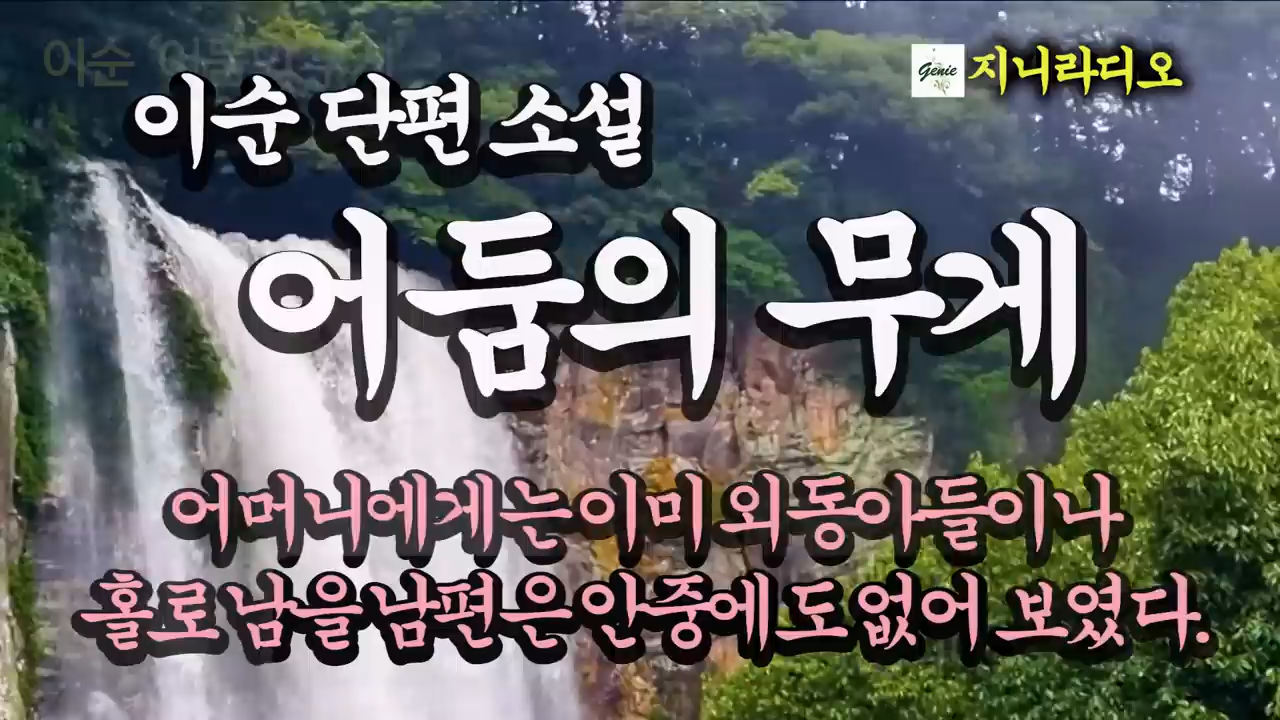 이순 단편 소설
Genie 지니라디오
어둠의 무게
어머니에게는 이미 외동아들이나
홀로 남을 남편은 안중에도 없어 보였다.